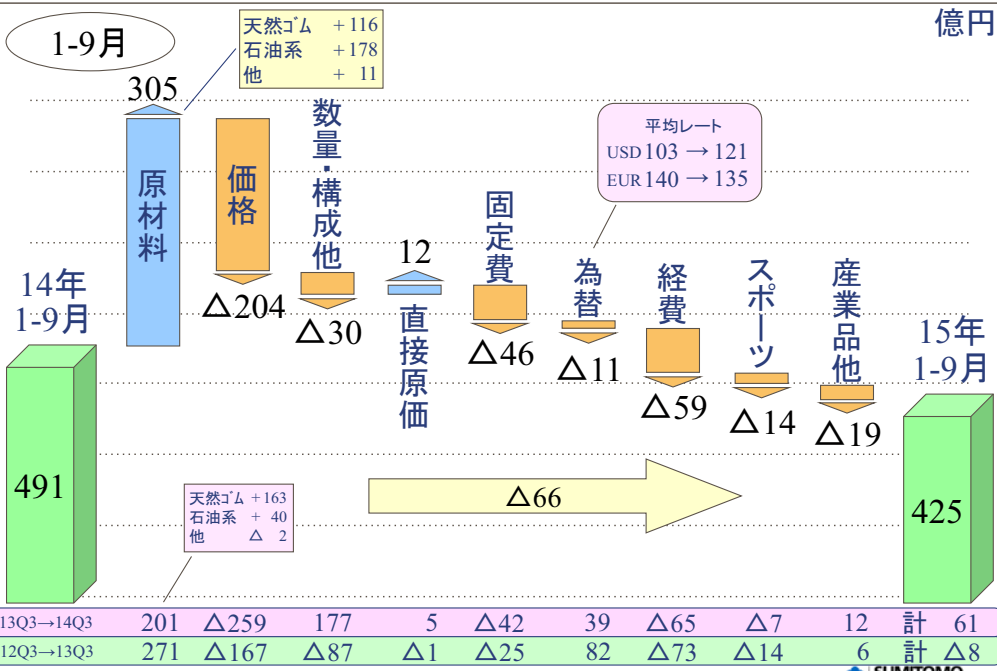 1-9月
億円
天然ゴム +116
石油系 +178
他 + 11
305
原材料
価格
△204
数量・構成他
△30
12
直接原価
固定費
△46
平均レート
USD 103 → 121
EUR 140 → 135
為替
△11
経費
△59
スポーツ
△14
産業品他
△19
14年
1-9月
491
15年
1-9月
425
△66
天然ゴム +163
石油系 + 40
他 △ 2
13Q3→14Q3 201 △259 177 5 △42 39 △65 △7 12 計 61
12Q3→13Q3 271 △167 △87 △1 △25 82 △73 △14 6 計 △8
SUMITOMO